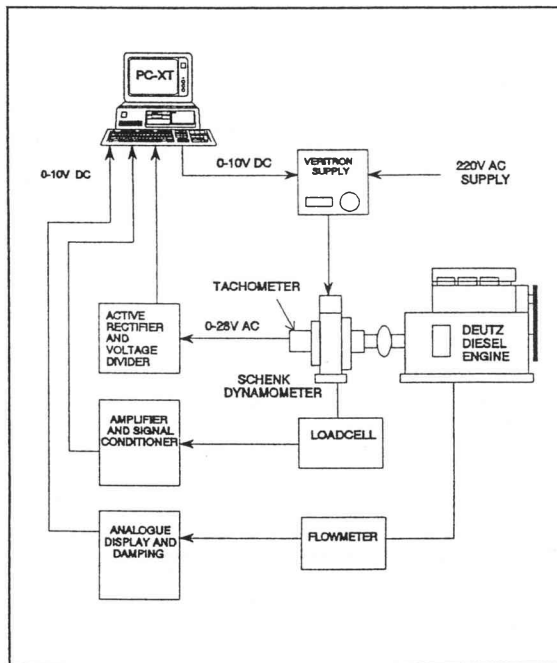 PC-XT
0-10V DC
0-10V DC
VERITRON
SUPPLY
220V AC
SUPPLY
TACHOMETER
0-28V AC
ACTIVE
RECTIFIER
AND
VOLTAGE
DIVIDER
DEUTZ
DIESEL
ENGINE
SCHENK
DYNAMOMETER
AMPLIFIER
AND SIGNAL
CONDITIONER
LOADCELL
ANALOGUE
DISPLAY AND
DAMPING
FLOWMETER